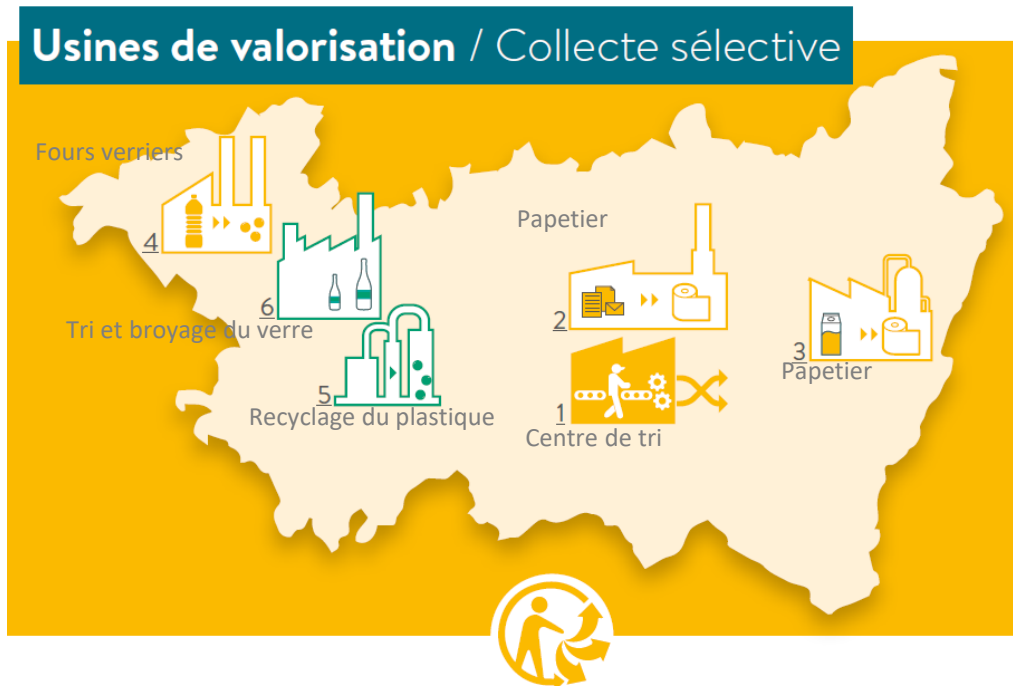 Usines de valorisation / Collecte sélective
Fours verriers
4
6
Tri et broyage du verre
5
Recyclage du plastique
Papetier
2
1
Centre de tri
3
Papetier